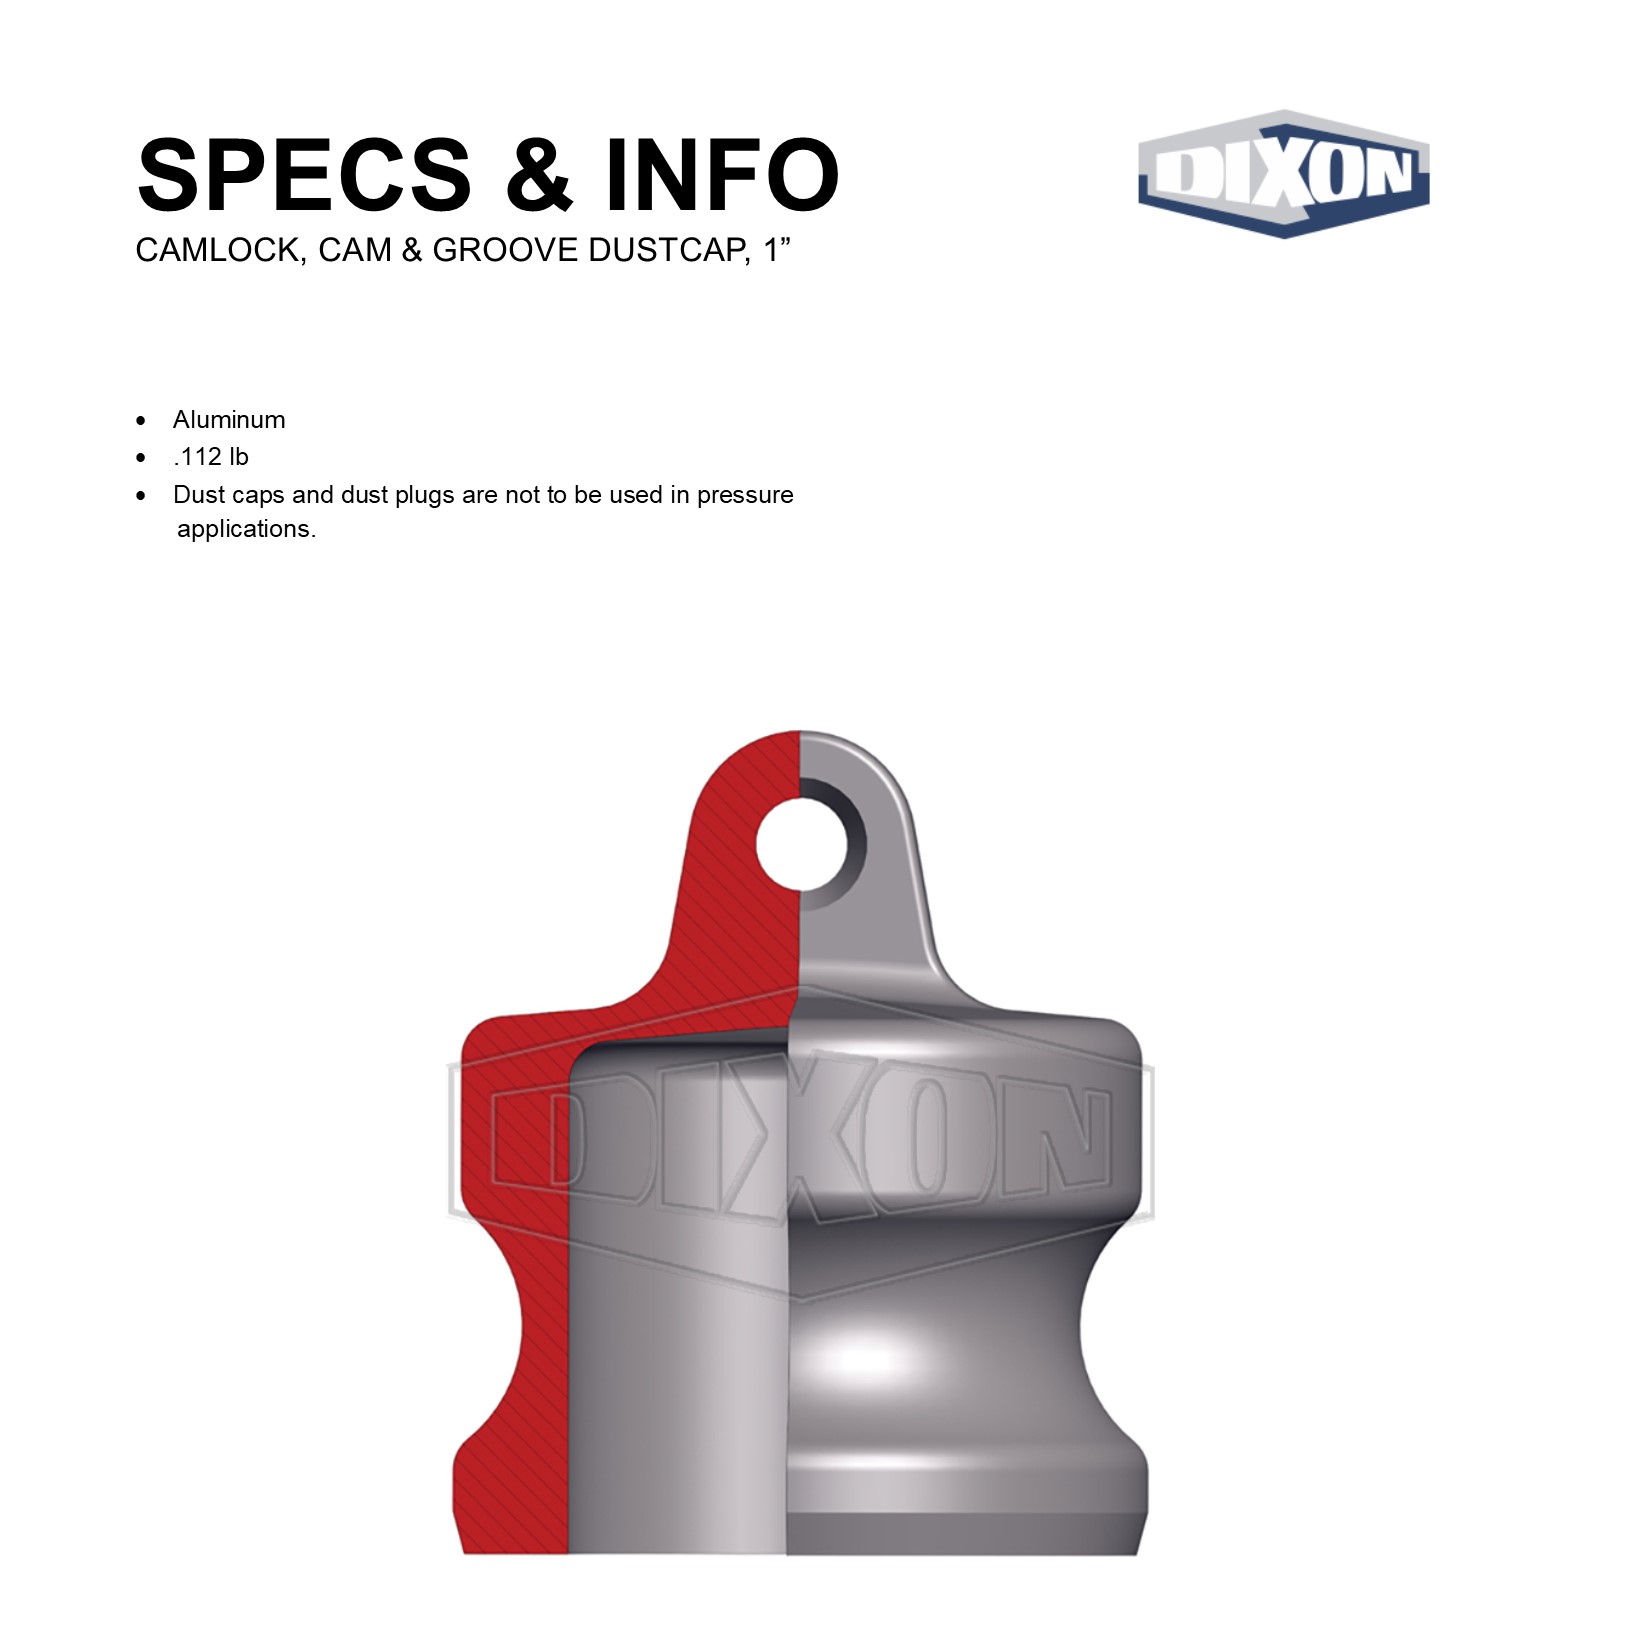 SPECS & INFO
DIXON
CAMLOCK, CAM & GROOVE DUSTCAP, 1”
• Aluminum
• .112 lb
• Dust caps and dust plugs are not to be used in pressure
applications.
DIXON